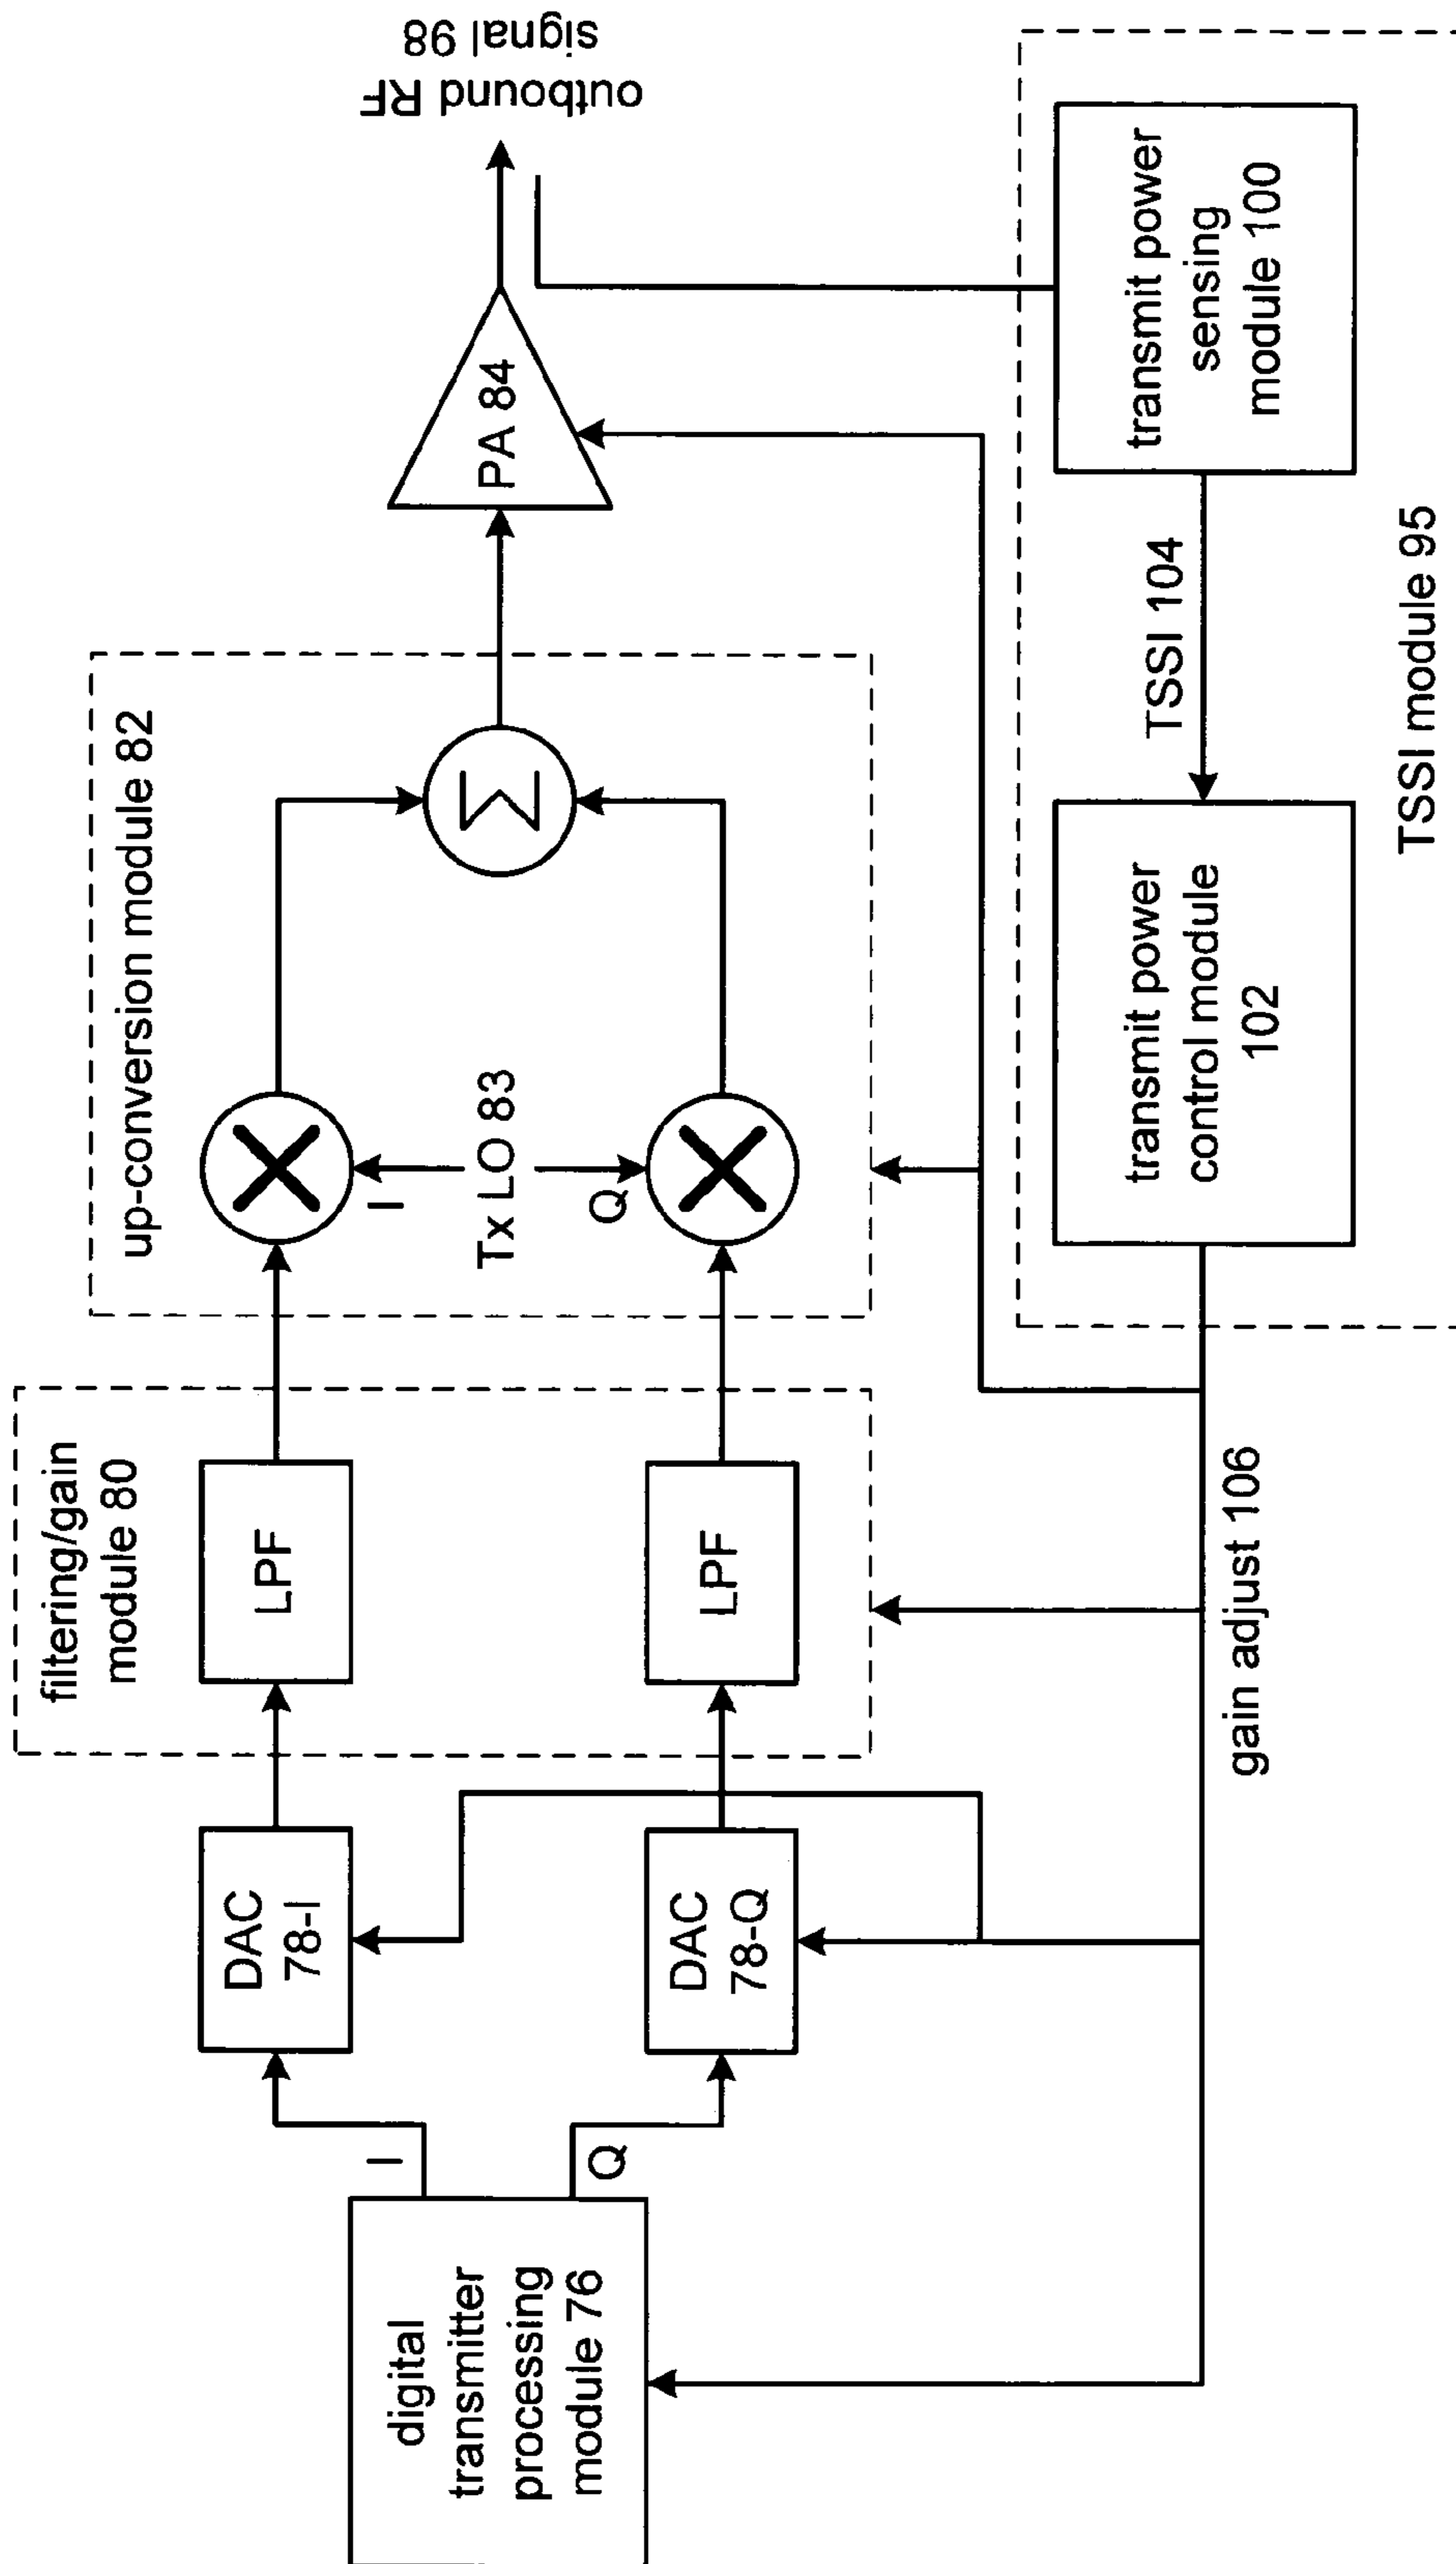 digital
transmitter
processing
module 76
I
Q
DAC
78-I
DAC
78-Q
filtering/gain
module 80
LPF
LPF
up-conversion module 82
I
Tx LO 83
Q
Σ
PA 84
outbound RF
signal 98
gain adjust 106
transmit power
control module
102
TSSI 104
transmit power
sensing
module 100
TSSI module 95